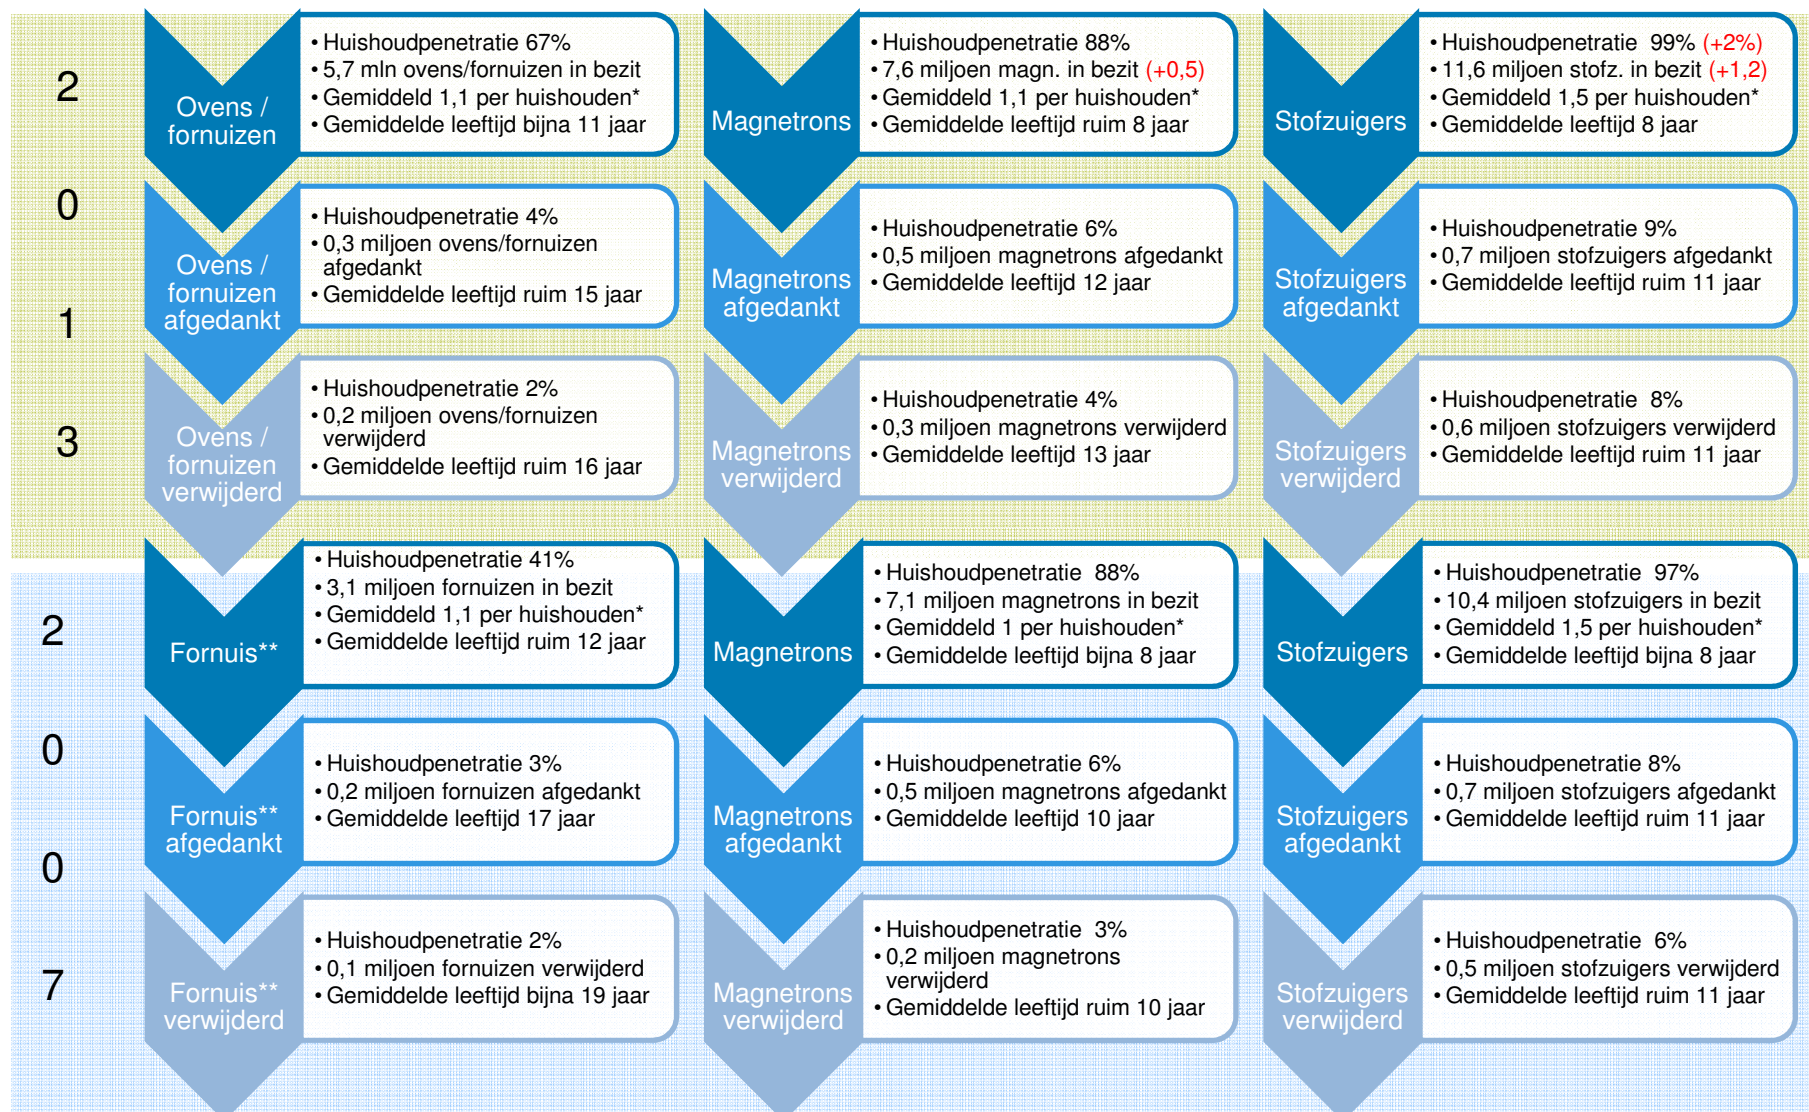 2
0
1
3
Ovens /
fornuizen
• Huishoudpenetratie 67%
• 5,7 mln ovens/fornuizen in bezit
• Gemiddeld 1,1 per huishouden*
• Gemiddelde leeftijd bijna 11 jaar
Magnetrons
• Huishoudpenetratie 88%
• 7,6 miljoen magn. in bezit (+0,5)
• Gemiddeld 1,1 per huishouden*
• Gemiddelde leeftijd ruim 8 jaar
Stofzuigers
• Huishoudpenetratie 99% (+2%)
• 11,6 miljoen stofz. in bezit (+1,2)
• Gemiddeld 1,5 per huishouden*
• Gemiddelde leeftijd 8 jaar
Ovens /
fornuizen
afgedankt
• Huishoudpenetratie 4%
• 0,3 miljoen ovens/fornuizen
afgedankt
• Gemiddelde leeftijd ruim 15 jaar
Magnetrons
afgedankt
• Huishoudpenetratie 6%
• 0,5 miljoen magnetrons afgedankt
• Gemiddelde leeftijd 12 jaar
Stofzuigers
afgedankt
• Huishoudpenetratie 9%
• 0,7 miljoen stofzuigers afgedankt
• Gemiddelde leeftijd ruim 11 jaar
Ovens /
fornuizen
verwijderd
• Huishoudpenetratie 2%
• 0,2 miljoen ovens/fornuizen
verwijderd
• Gemiddelde leeftijd ruim 16 jaar
Magnetrons
verwijderd
• Huishoudpenetratie 4%
• 0,3 miljoen magnetrons verwijderd
• Gemiddelde leeftijd 13 jaar
Stofzuigers
verwijderd
• Huishoudpenetratie 8%
• 0,6 miljoen stofzuigers verwijderd
• Gemiddelde leeftijd ruim 11 jaar
2
0
0
7
Fornuis**
• Huishoudpenetratie 41%
• 3,1 miljoen fornuizen in bezit
• Gemiddeld 1,1 per huishouden*
• Gemiddelde leeftijd ruim 12 jaar
Magnetrons
• Huishoudpenetratie 88%
• 7,1 miljoen magnetrons in bezit
• Gemiddeld 1 per huishouden*
• Gemiddelde leeftijd bijna 8 jaar
Stofzuigers
• Huishoudpenetratie 97%
• 10,4 miljoen stofzuigers in bezit
• Gemiddeld 1,5 per huishouden*
• Gemiddelde leeftijd bijna 8 jaar
Fornuis**
afgedankt
• Huishoudpenetratie 3%
• 0,2 miljoen fornuizen afgedankt
• Gemiddelde leeftijd 17 jaar
Magnetrons
afgedankt
• Huishoudpenetratie 6%
• 0,5 miljoen magnetrons afgedankt
• Gemiddelde leeftijd 10 jaar
Stofzuigers
afgedankt
• Huishoudpenetratie 8%
• 0,7 miljoen stofzuigers afgedankt
• Gemiddelde leeftijd ruim 11 jaar
Fornuis**
verwijderd
• Huishoudpenetratie 2%
• 0,1 miljoen fornuizen verwijderd
• Gemiddelde leeftijd bijna 19 jaar
Magnetrons
verwijderd
• Huishoudpenetratie 3%
• 0,2 miljoen magnetrons
verwijderd
• Gemiddelde leeftijd ruim 10 jaar
Stofzuigers
verwijderd
• Huishoudpenetratie 6%
• 0,5 miljoen stofzuigers verwijderd
• Gemiddelde leeftijd ruim 11 jaar